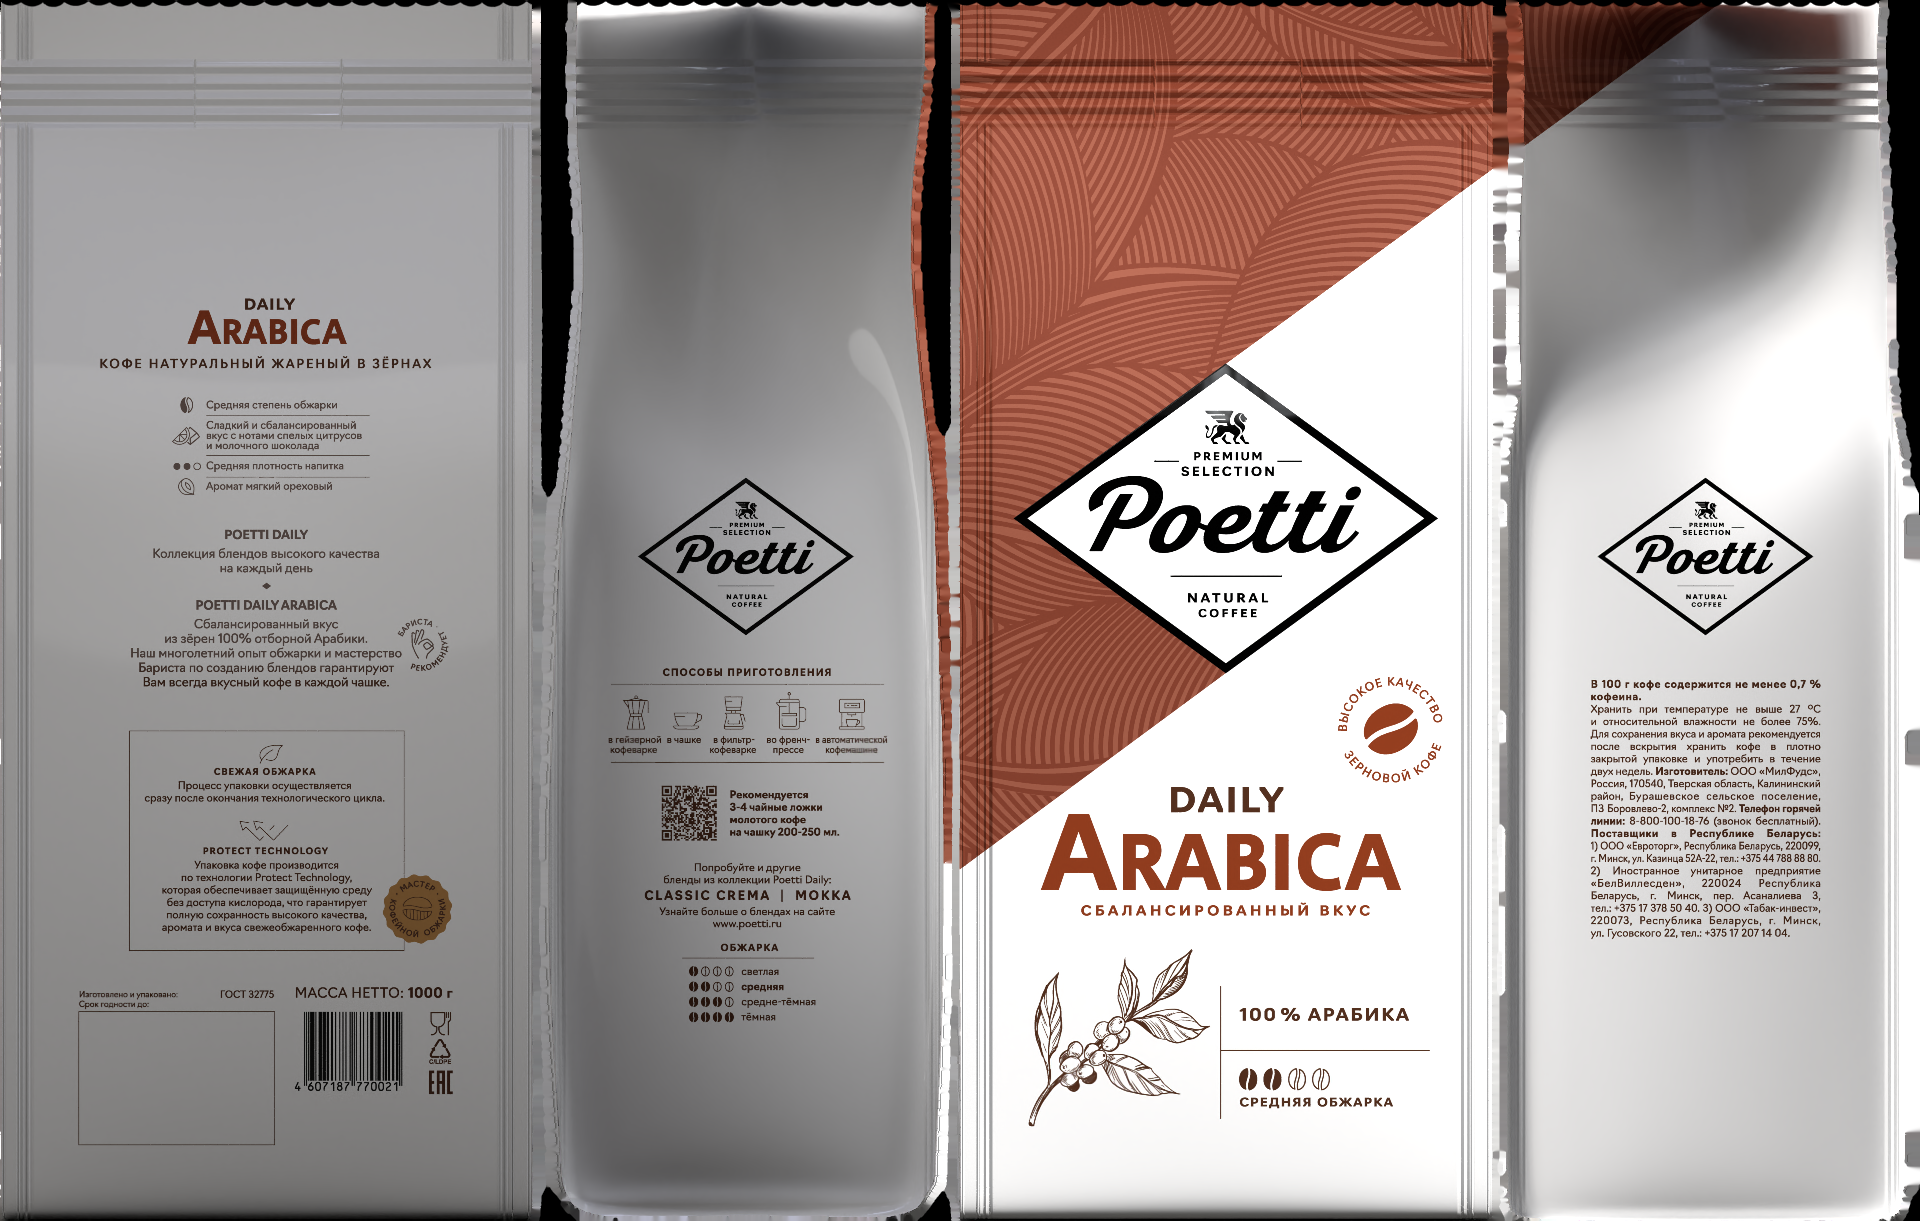 DAILY
ARABICA
КОФЕ НАТУРАЛЬНЫЙ ЖАРЕНЫЙ В ЗЁРНАХ
Средняя степень обжарки
Сладкий и сбалансированный
вкус с нотами спелых цитрусов
и молочного шоколада
Средняя плотность напитка
Аромат мягкий ореховый
POETTI DAILY
Коллекция блендов высокого качества
на каждый день
POETTI DAILY ARABICA
Сбалансированный вкус
из зёрен 100% отборной Арабики.
Наш многолетний опыт обжарки и мастерство
Бариста по созданию блендов гарантируют
Вам всегда вкусный кофе в каждой чашке.
БАРИСТА
РЕКОМЕНДУЕТ
СВЕЖАЯ ОБЖАРКА
Процесс упаковки осуществляется
сразу после окончания технологического цикла.
PROTECT TECHNOLOGY
Упаковка кофе производится
по технологии Protect Technology,
которая обеспечивает защищённую среду
без доступа кислорода, что гарантирует
полную сохранность высокого качества,
аромата и вкуса свежеобжаренного кофе.
МАСТЕР
КОФЕЙНОЙ ОБЖАРКИ
Изготовлено и упаковано:
Срок годности до:
ГОСТ 32775
МАССА НЕТТО: 1000 г
4 607187 770021
C/LDPE
EAC
PREMIUM
SELECTION
Poetti
NATURAL
COFFEE
СПОСОБЫ ПРИГОТОВЛЕНИЯ
в гейзерной кофеварке
в чашке
в фильтр-кофеварке
во френч-прессе
в автоматической кофемашине
Рекомендуется
3-4 чайные ложки
молотого кофе
на чашку 200-250 мл.
Попробуйте и другие
бленды из коллекции Poetti Daily:
CLASSIC CREMA | MOKKA
Узнайте больше о блендах на сайте
www.poetti.ru
ОБЖАРКА
светлая
средняя
средне-тёмная
тёмная
PREMIUM
SELECTION
Poetti
NATURAL
COFFEE
ВЫСОКОЕ КАЧЕСТВО
ЗЕРНОВОЙ КОФЕ
DAILY
ARABICA
СБАЛАНСИРОВАННЫЙ ВКУС
100 % АРАБИКА
СРЕДНЯЯ ОБЖАРКА
PREMIUM
SELECTION
Poetti
NATURAL
COFFEE
В 100 г кофе содержится не менее 0,7 %
кофеина.
Хранить при температуре не выше 27 °С
и относительной влажности не более 75%.
Для сохранения вкуса и аромата рекомендуется
после вскрытия хранить кофе в плотно
закрытой упаковке и употребить в течение
двух недель. Изготовитель: ООО «МилФудс»,
Россия, 170540, Тверская область, Калининский
район, Бурашевское сельское поселение,
ПЗ Боровлево-2, комплекс №2. Телефон горячей
линии: 8-800-100-18-76 (звонок бесплатный).
Поставщики в Республике Беларусь:
1) ООО «Евроторг», Республика Беларусь, 220099,
г. Минск, ул. Казинца 52А-22, тел.: +375 44 788 88 80.
2) Иностранное унитарное предприятие
«БелВиллесден», 220024 Республика
Беларусь, г. Минск, пер. Асаналиева 3,
тел.: +375 17 378 50 40. 3) ООО «Табак-инвест»,
220073, Республика Беларусь, г. Минск,
ул. Гусовского 22, тел.: +375 17 207 14 04.